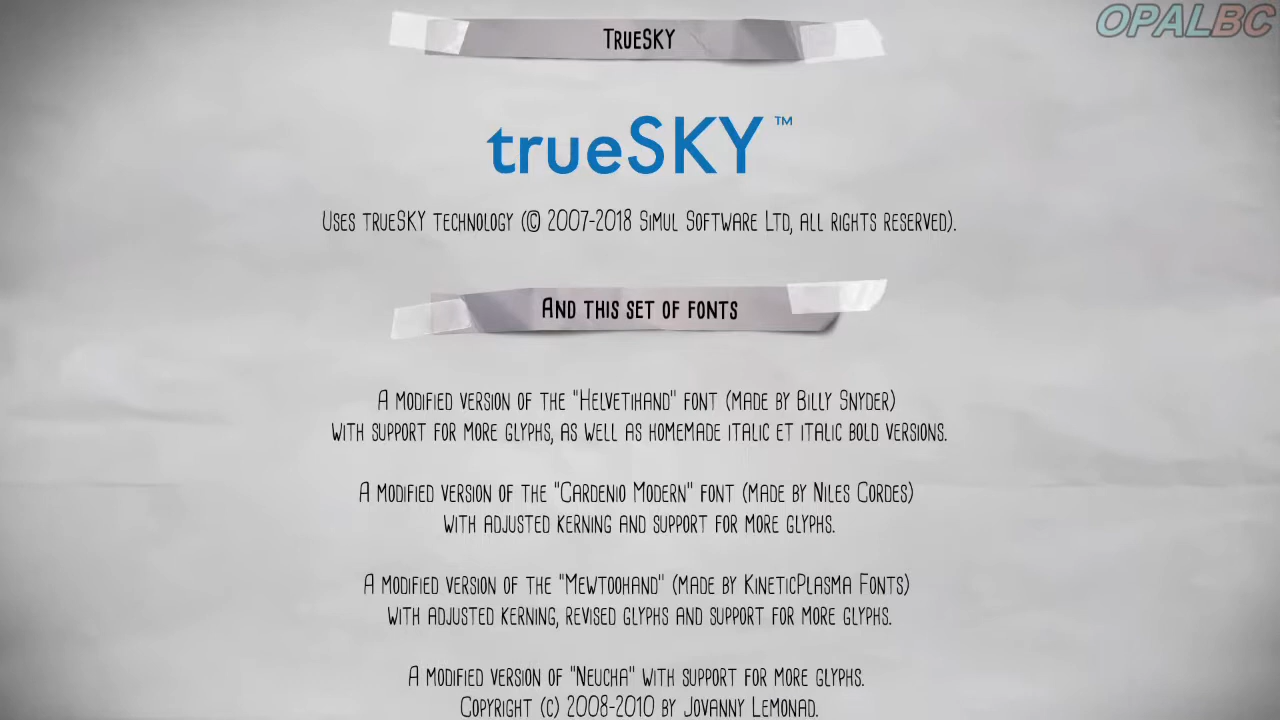 OPALBC
TrueSKY
trueSKY™
Uses trueSKY technology (© 2007-2018 Simul Software Ltd, all rights reserved).
And this set of fonts
A modified version of the "Helvetihand" font (made by Billy Snyder)
with support for more glyphs, as well as homemade italic et italic bold versions.
A modified version of the "Cardenio Modern" font (made by Niles Cordes)
with adjusted kerning and support for more glyphs.
A modified version of the "Mewtoohand" (made by KineticPlasma Fonts)
with adjusted kerning, revised glyphs and support for more glyphs.
A modified version of "Neucha" with support for more glyphs.
Copyright (c) 2008-2010 by Jovanny Lemonad.